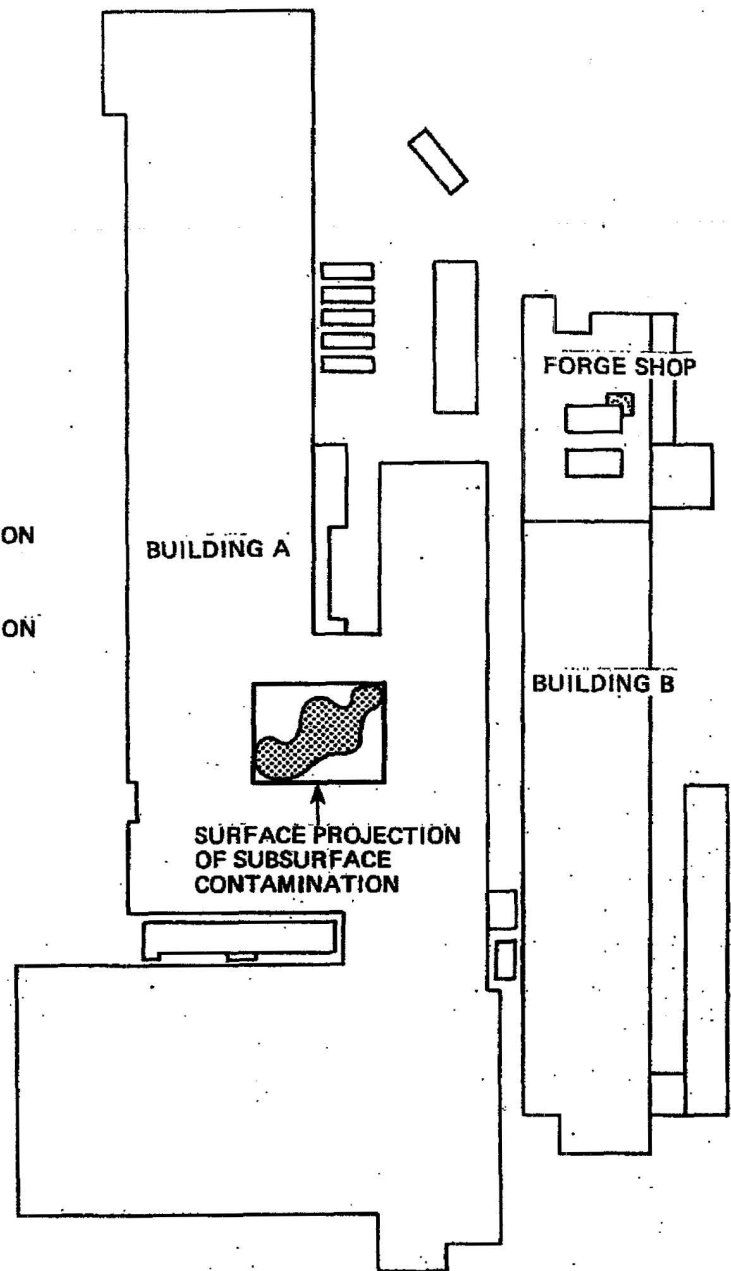 FORGE SHOP
ON
BUILDING A
ON
BUILDING B
SURFACE PROJECTION
OF SUBSURFACE
CONTAMINATION